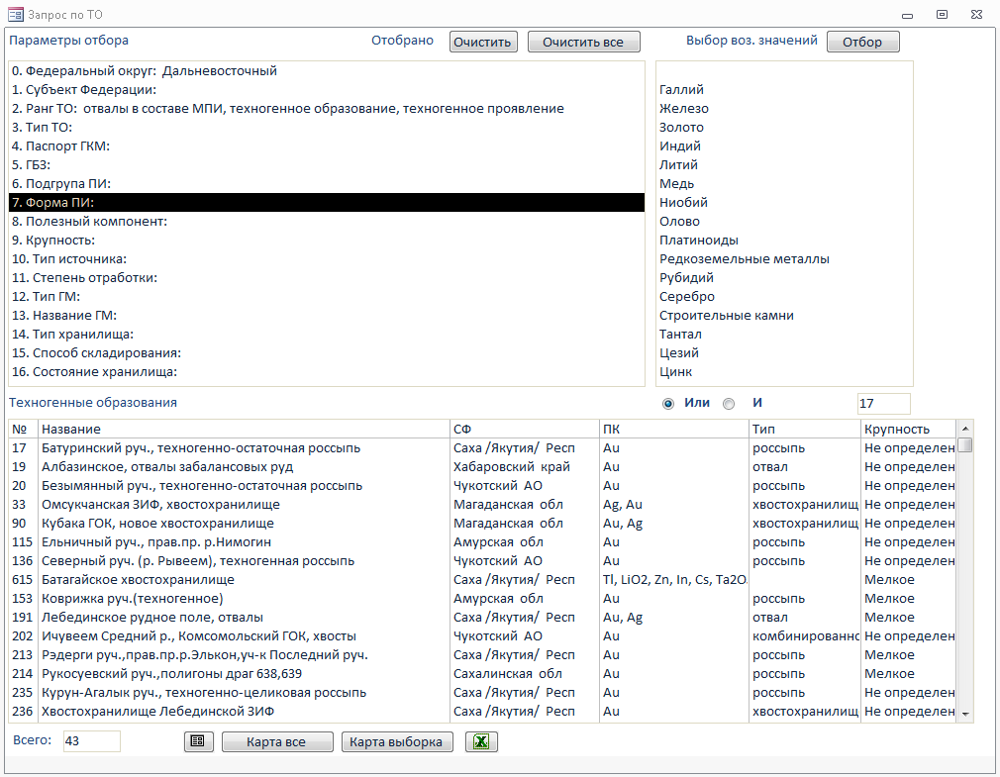 Запрос по ТО
Параметры отбора Отобрано Очистить Очистить все Выбор воз. значений Отбор
0. Федеральный округ: Дальневосточный
1. Субъект Федерации:
2. Ранг ТО: отвалы в составе МПИ, техногенное образование, техногенное проявление
3. Тип ТО:
4. Паспорт ГКМ:
5. ГБЗ:
6. Подгрупа ПИ:
7. Форма ПИ:
8. Полезный компонент:
9. Крупность:
10. Тип источника:
11. Степень отработки:
12. Тип ГМ:
13. Название ГМ:
14. Тип хранилища:
15. Способ складирования:
16. Состояние хранилища:
Галлий
Железо
Золото
Индий
Литий
Медь
Ниобий
Олово
Платиноиды
Редкоземельные металлы
Рубидий
Серебро
Строительные камни
Тантал
Цезий
Цинк
Техногенные образования Или И 17
№ Название СФ ПК Тип Крупность
17 Батуринский руч., техногенно-остаточная россыпь Саха /Якутия/ Респ Au россыпь Не определен
19 Албазинское, отвалы забалансовых руд Хабаровский край Au отвал Не определен
20 Безымянный руч., техногенно-остаточная россыпь Чукотский АО Au россыпь Не определен
33 Омсукчанская ЗИФ, хвостохранилище Магаданская обл Ag, Au хвостохранилищ Не определен
90 Кубака ГОК, новое хвостохранилище Магаданская обл Au, Ag хвостохранилищ Не определен
115 Ельничный руч., прав.пр. р.Нимогин Амурская обл Au россыпь Не определен
136 Северный руч. (р. Рывеем), техногенная россыпь Чукотский АО Au россыпь Не определен
615 Батагайское хвостохранилище Саха /Якутия/ Респ Tl, LiO2, Zn, In, Cs, Ta2O Мелкое
153 Коврижка руч.(техногенное) Амурская обл Au россыпь Мелкое
191 Лебединское рудное поле, отвалы Саха /Якутия/ Респ Au, Ag отвал Мелкое
202 Ичувеем Средний р., Комсомольский ГОК, хвосты Чукотский АО Au комбинированно Не определен
213 Рэдерги руч.,прав.пр.р.Элькон,уч-к Последний руч. Саха /Якутия/ Респ Au россыпь Мелкое
214 Рукосуевский руч.,полигоны драг 638,639 Сахалинская обл Au россыпь Мелкое
235 Курун-Агалык руч., техногенно-целиковая россыпь Саха /Якутия/ Респ Au россыпь Не определен
236 Хвостохранилище Лебединской ЗИФ Саха /Якутия/ Респ Au хвостохранилищ Не определен
Всего: 43 Карта все Карта выборка